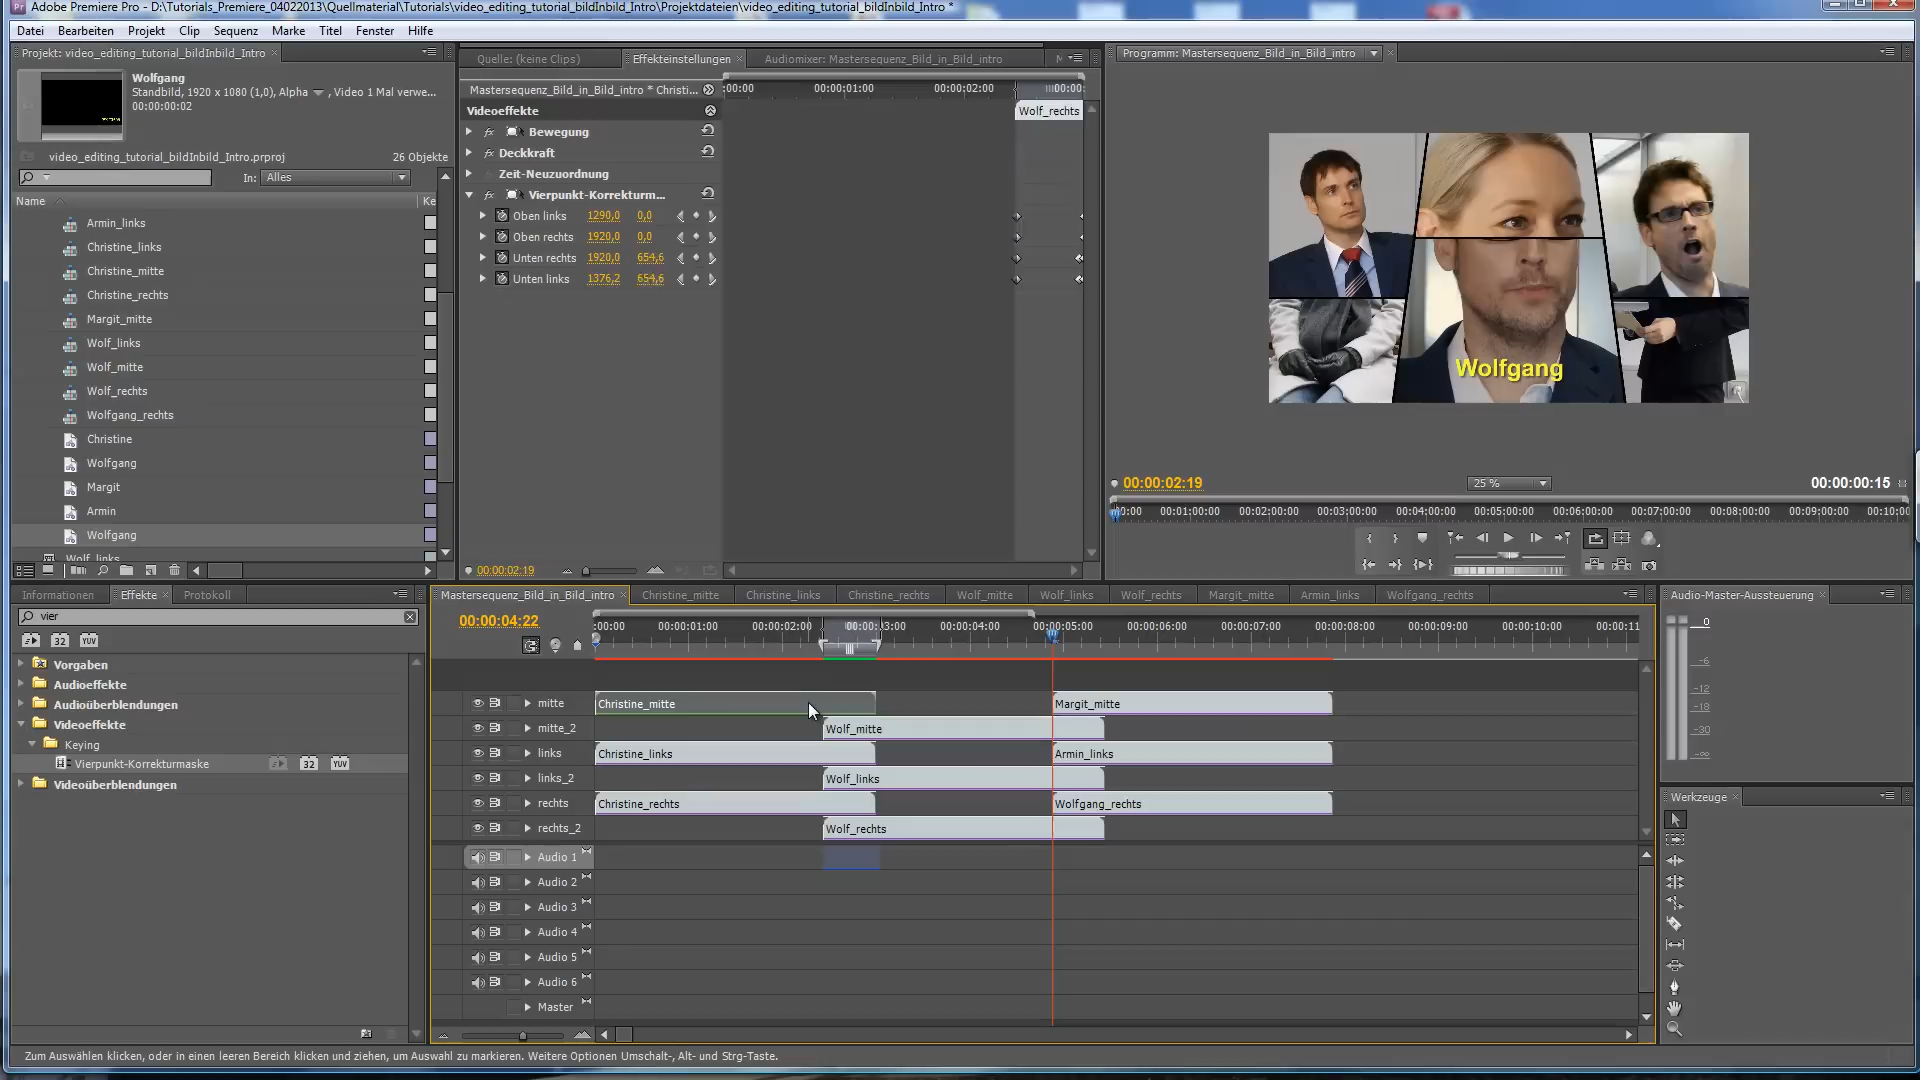 Adobe Premiere Pro - D:\Tutorials_Premiere_04022013\Quellmaterial\Tutorials\video_editing_tutorial_bildInbild_Intro\Projektdateien\video_editing_tutorial_bildInbild_Intro *
Datei Bearbeiten Projekt Clip Sequenz Marke Titel Fenster Hilfe
Projekt: video_editing_tutorial_bildInbild_Intro
Wolfgang
Standbild, 1920 x 1080 (1,0), Alpha , Video 1 Mal verwe...
00:00:00:02
video_editing_tutorial_bildInbild_Intro.prproj 26 Objekte
In: Alles
Name Ke
Armin_links
Christine_links
Christine_mitte
Christine_rechts
Margit_mitte
Wolf_links
Wolf_mitte
Wolf_rechts
Wolfgang_rechts
Christine
Wolfgang
Margit
Armin
Wolfgang
Wolf_links
Quelle: (keine Clips) Effekteinstellungen Audiomixer: Mastersequenz_Bild_in_Bild_intro
Mastersequenz_Bild_in_Bild_intro * Christi... :00:00 00:00:01:00 00:00:02:00 00:00:
Videoeffekte Wolf_rechts
fx Bewegung
fx Deckkraft
Zeit-Neuzuordnung
fx Vierpunkt-Korrekturm...
Oben links 1290,0 0,0
Oben rechts 1920,0 0,0
Unten rechts 1920,0 654,6
Unten links 1376,2 654,6
00:00:02:19
Programm: Mastersequenz_Bild_in_Bild_intro
Wolfgang
00:00:02:19 25 % 00:00:00:15
0:00 00:01:00:00 00:02:00:00 00:03:00:00 00:04:00:00 00:05:00:00 00:06:00:00 00:07:00:00 00:08:00:00 00:09:00:00 00:10:0
Informationen Effekte Protokoll
vier
32 YUV
Vorgaben
Audioeffekte
Audioüberblendungen
Videoeffekte
Keying
Vierpunkt-Korrekturmaske 32 YUV
Videoüberblendungen
Mastersequenz_Bild_in_Bild_intro Christine_mitte Christine_links Christine_rechts Wolf_mitte Wolf_links Wolf_rechts Margit_mitte Armin_links Wolfgang_rechts
00:00:04:22
:00:00 00:00:01:00 00:00:02:00 00:00:03:00 00:00:04:00 00:00:05:00 00:00:06:00 00:00:07:00 00:00:08:00 00:00:09:00 00:00:10:00 00:00:11
mitte Christine_mitte Margit_mitte
mitte_2 Wolf_mitte
links Christine_links Armin_links
links_2 Wolf_links
rechts Christine_rechts Wolfgang_rechts
rechts_2 Wolf_rechts
Audio 1
Audio 2
Audio 3
Audio 4
Audio 5
Audio 6
Master
Audio-Master-Aussteuerung
0
-6
-12
-18
-30
-∞
Werkzeuge
Zum Auswählen klicken, oder in einen leeren Bereich klicken und ziehen, um Auswahl zu markieren. Weitere Optionen Umschalt-, Alt- und Strg-Taste.